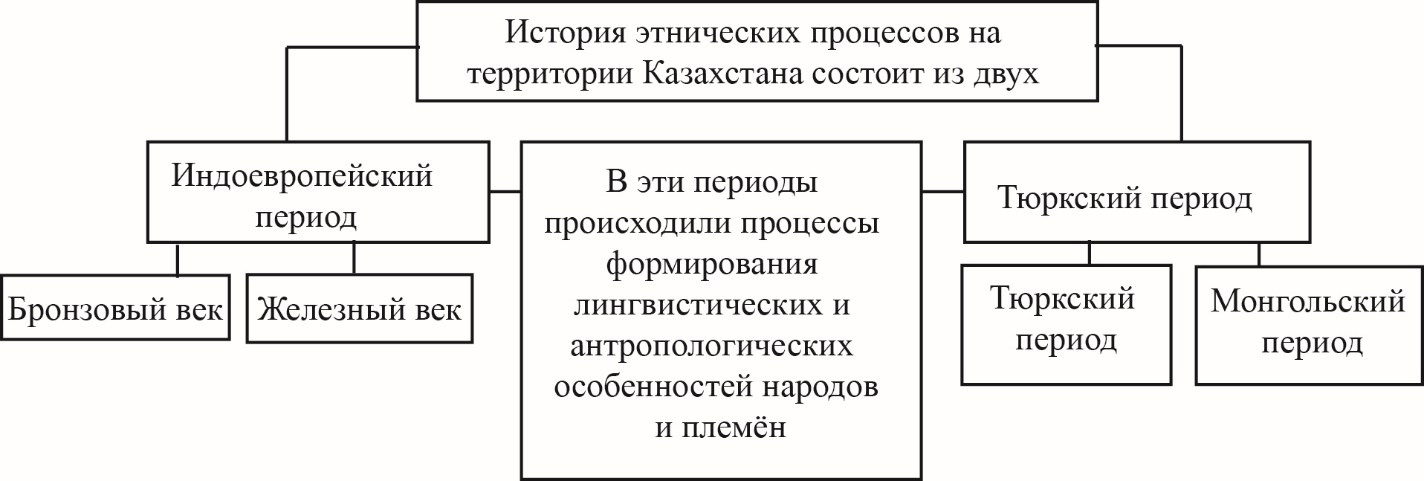 История этнических процессов на
территории Казахстана состоит из двух
Индоевропейский
период
В эти периоды
происходили процессы
формирования
лингвистических и
антропологических
особенностей народов
и племён
Тюркский период
Бронзовый век
Железный век
Тюркский
период
Монгольский
период